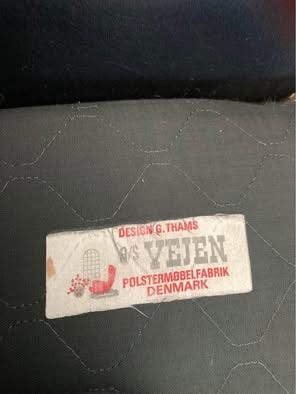 DESIGN G. THAMS
A/S VEJEN
POLSTERMØBELFABRIK
DENMARK